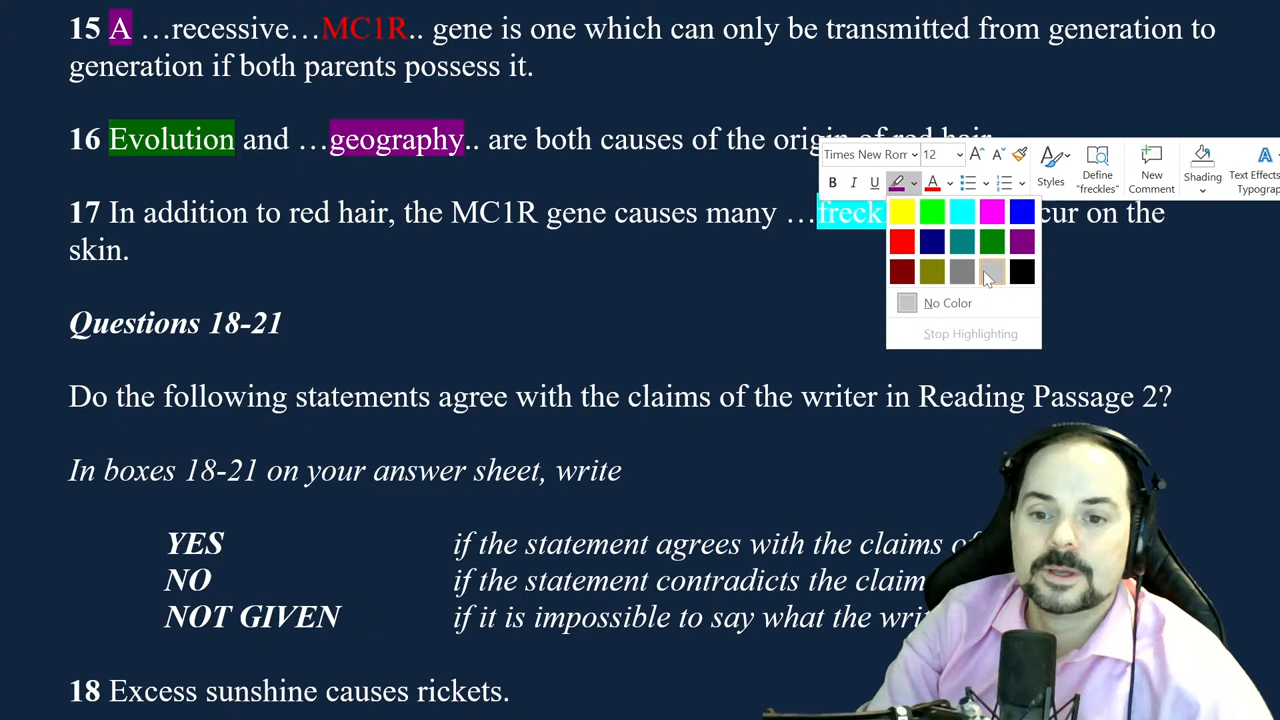 15 A …recessive…MC1R.. gene is one which can only be transmitted from generation to
generation if both parents possess it.
16 Evolution and …geography.. are both causes of the origin of red hair
Times New Rom 12
Styles
Define "freckles"
New Comment
Shading
Text Effects
Typogra
B I U
17 In addition to red hair, the MC1R gene causes many …freck cur on the
skin.
No Color
Stop Highlighting
Questions 18-21
Do the following statements agree with the claims of the writer in Reading Passage 2?
In boxes 18-21 on your answer sheet, write
YES if the statement agrees with the claims of
NO if the statement contradicts the claim
NOT GIVEN if it is impossible to say what the wri
18 Excess sunshine causes rickets.